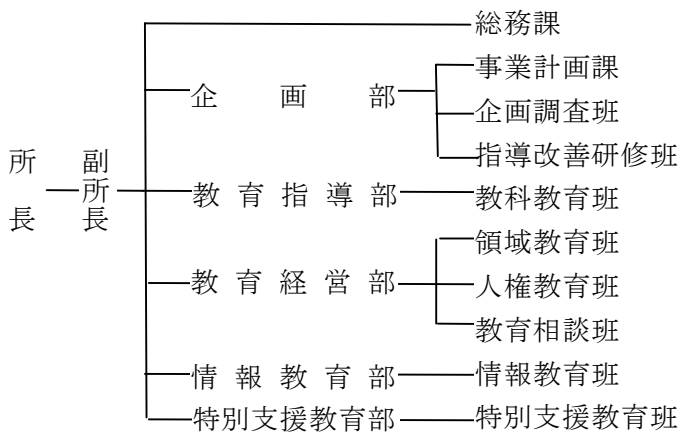 総務課
企画部
事業計画課
企画調査班
指導改善研修班
所長
副所長
教育指導部
教科教育班
教育経営部
領域教育班
人権教育班
教育相談班
情報教育部
情報教育班
特別支援教育部
特別支援教育班